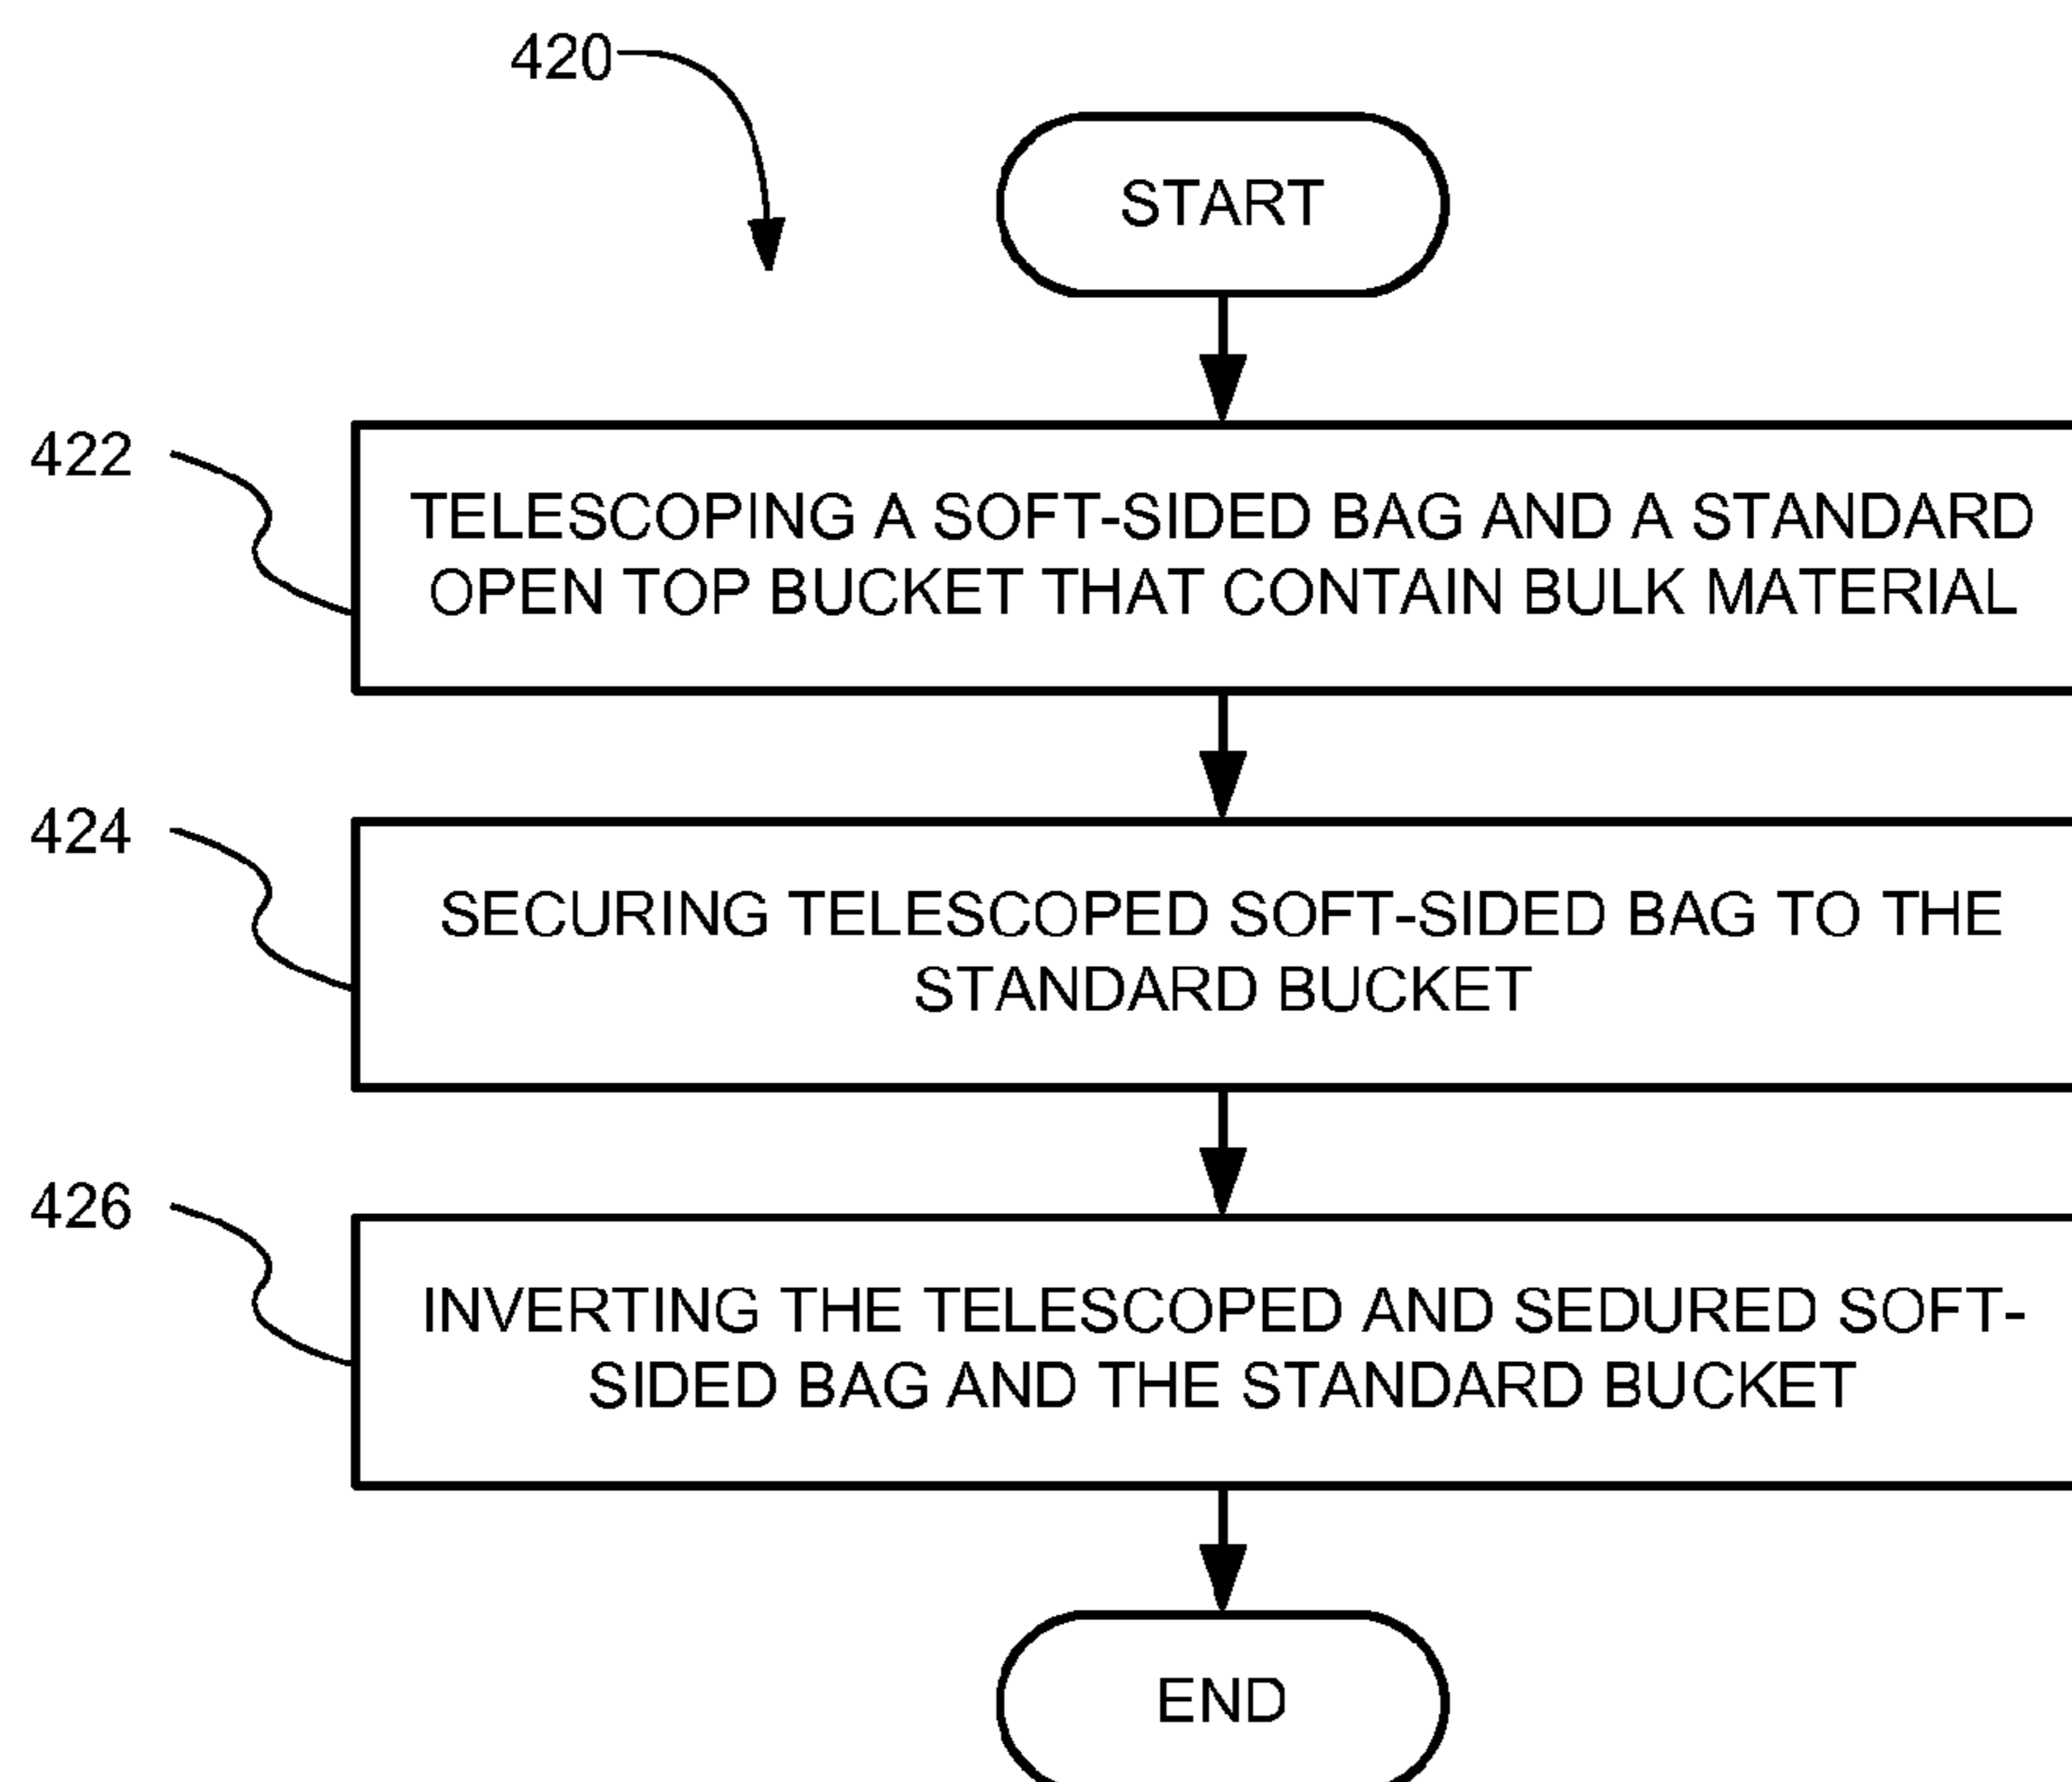 420
START
422
TELESCOPING A SOFT-SIDED BAG AND A STANDARD
OPEN TOP BUCKET THAT CONTAIN BULK MATERIAL
424
SECURING TELESCOPED SOFT-SIDED BAG TO THE
STANDARD BUCKET
426
INVERTING THE TELESCOPED AND SEDURED SOFT-
SIDED BAG AND THE STANDARD BUCKET
END